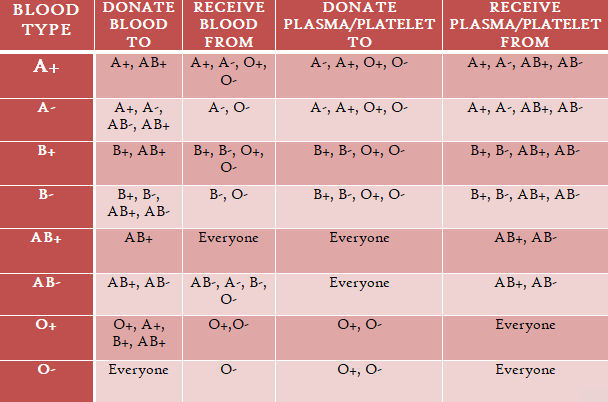 BLOOD TYPE | DONATE BLOOD TO | RECEIVE BLOOD FROM | DONATE PLASMA/PLATELET TO | RECEIVE PLASMA/PLATELET FROM
A+ | A+, AB+ | A+, A-, O+, O- | A-, A+, O+, O- | A+, A-, AB+, AB-
A- | A+, A-, AB-, AB+ | A-, O- | A-, A+, O+, O- | A+, A-, AB+, AB-
B+ | B+, AB+ | B+, B-, O+, O- | B+, B-, O+, O- | B+, B-, AB+, AB-
B- | B+, B-, AB+, AB- | B-, O- | B+, B-, O+, O- | B+, B-, AB+, AB-
AB+ | AB+ | Everyone | Everyone | AB+, AB-
AB- | AB+, AB- | AB-, A-, B-, O- | Everyone | AB+, AB-
O+ | O+, A+, B+, AB+ | O+,O- | O+, O- | Everyone
O- | Everyone | O- | O+, O- | Everyone